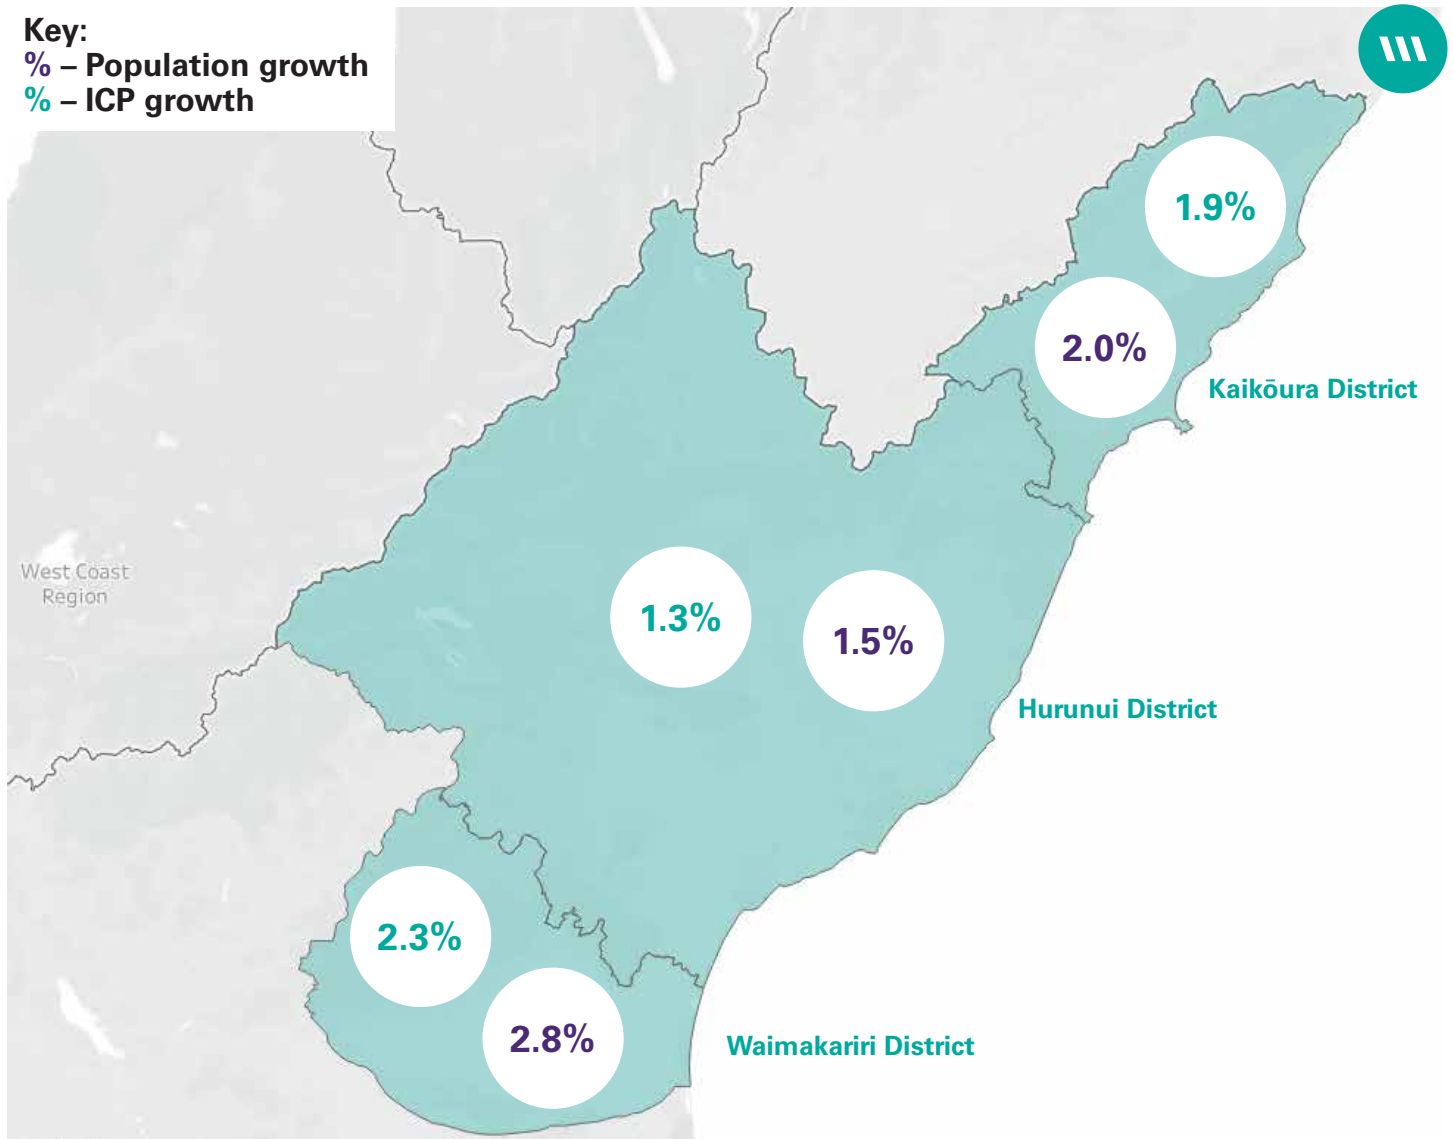 Key:
% – Population growth
% – ICP growth
1.9%
2.0%
Kaikōura District
West Coast
Region
1.3%
1.5%
Hurunui District
2.3%
2.8%
Waimakariri District